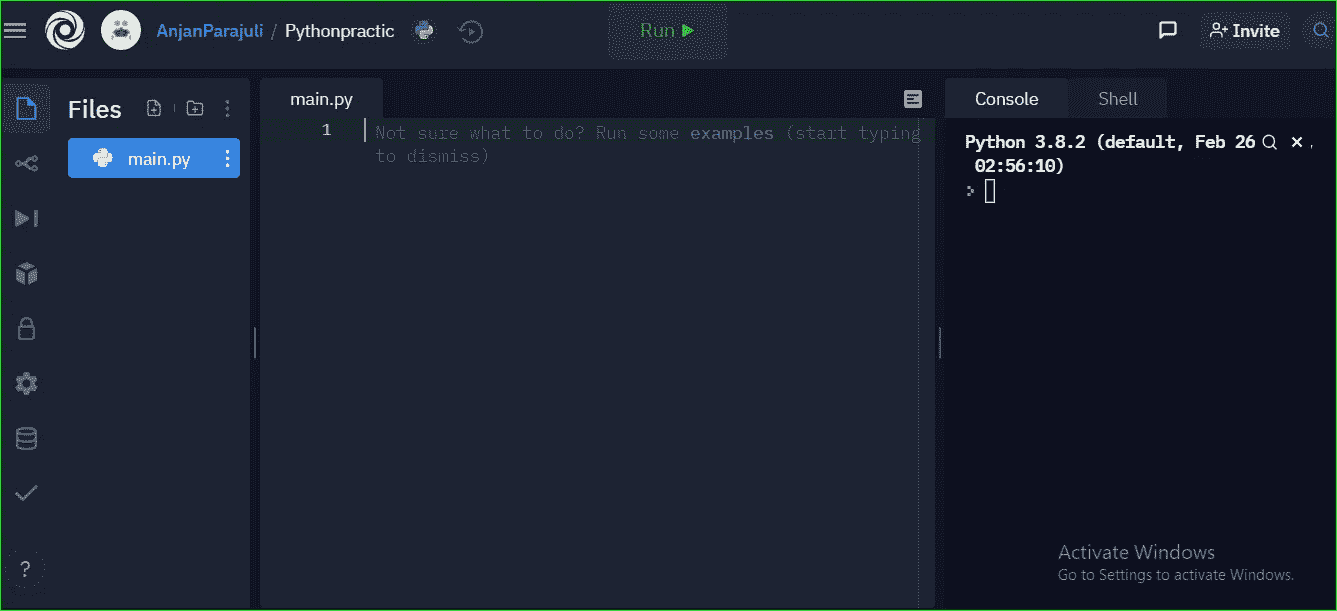 AnjanParajuli / Pythonpractic
Run
Invite
Files
main.py
main.py
1
Not sure what to do? Run some examples (start typing
to dismiss)
Console
Shell
Python 3.8.2 (default, Feb 26
02:56:10)
>
?
Activate Windows
Go to Settings to activate Windows.